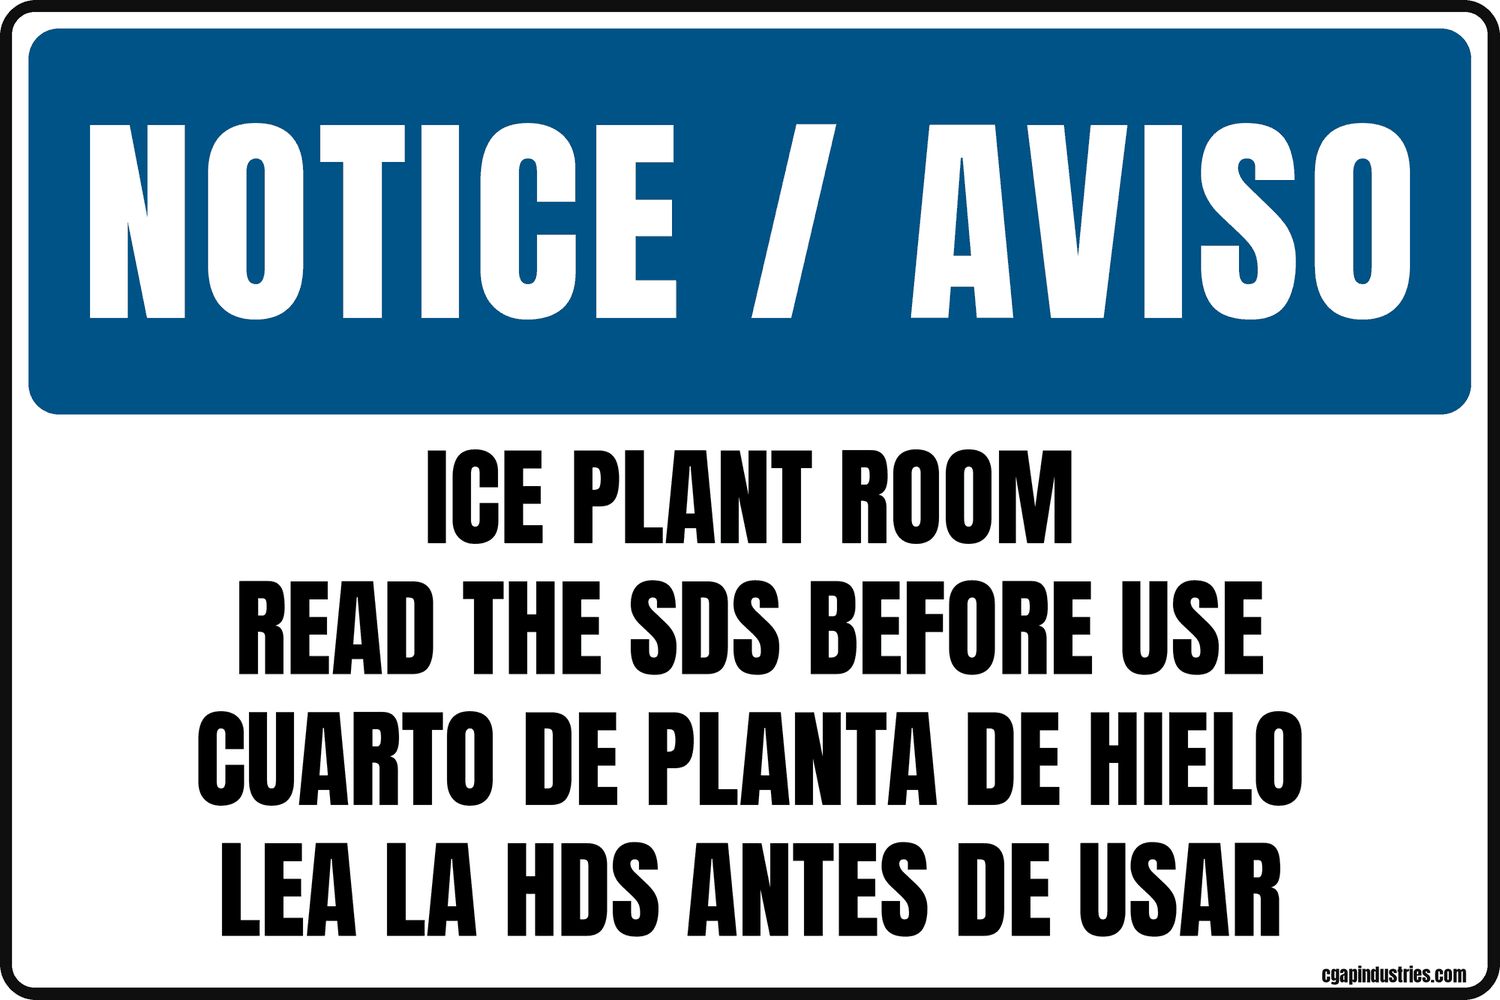 NOTICE / AVISO
ICE PLANT ROOM
READ THE SDS BEFORE USE
CUARTO DE PLANTA DE HIELO
LEA LA HDS ANTES DE USAR
cgapindustries.com